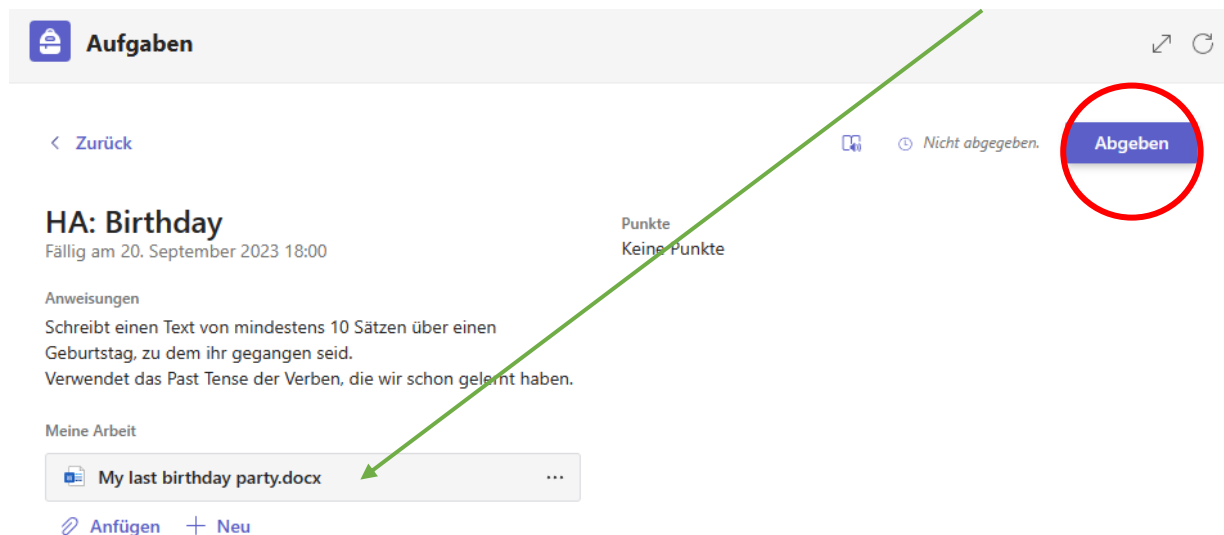 Aufgaben
Zurück
Nicht abgegeben.
Abgeben
HA: Birthday
Fällig am 20. September 2023 18:00
Punkte
Keine Punkte
Anweisungen
Schreibt einen Text von mindestens 10 Sätzen über einen
Geburtstag, zu dem ihr gegangen seid.
Verwendet das Past Tense der Verben, die wir schon gelernt haben.
Meine Arbeit
My last birthday party.docx
Anfügen
Neu